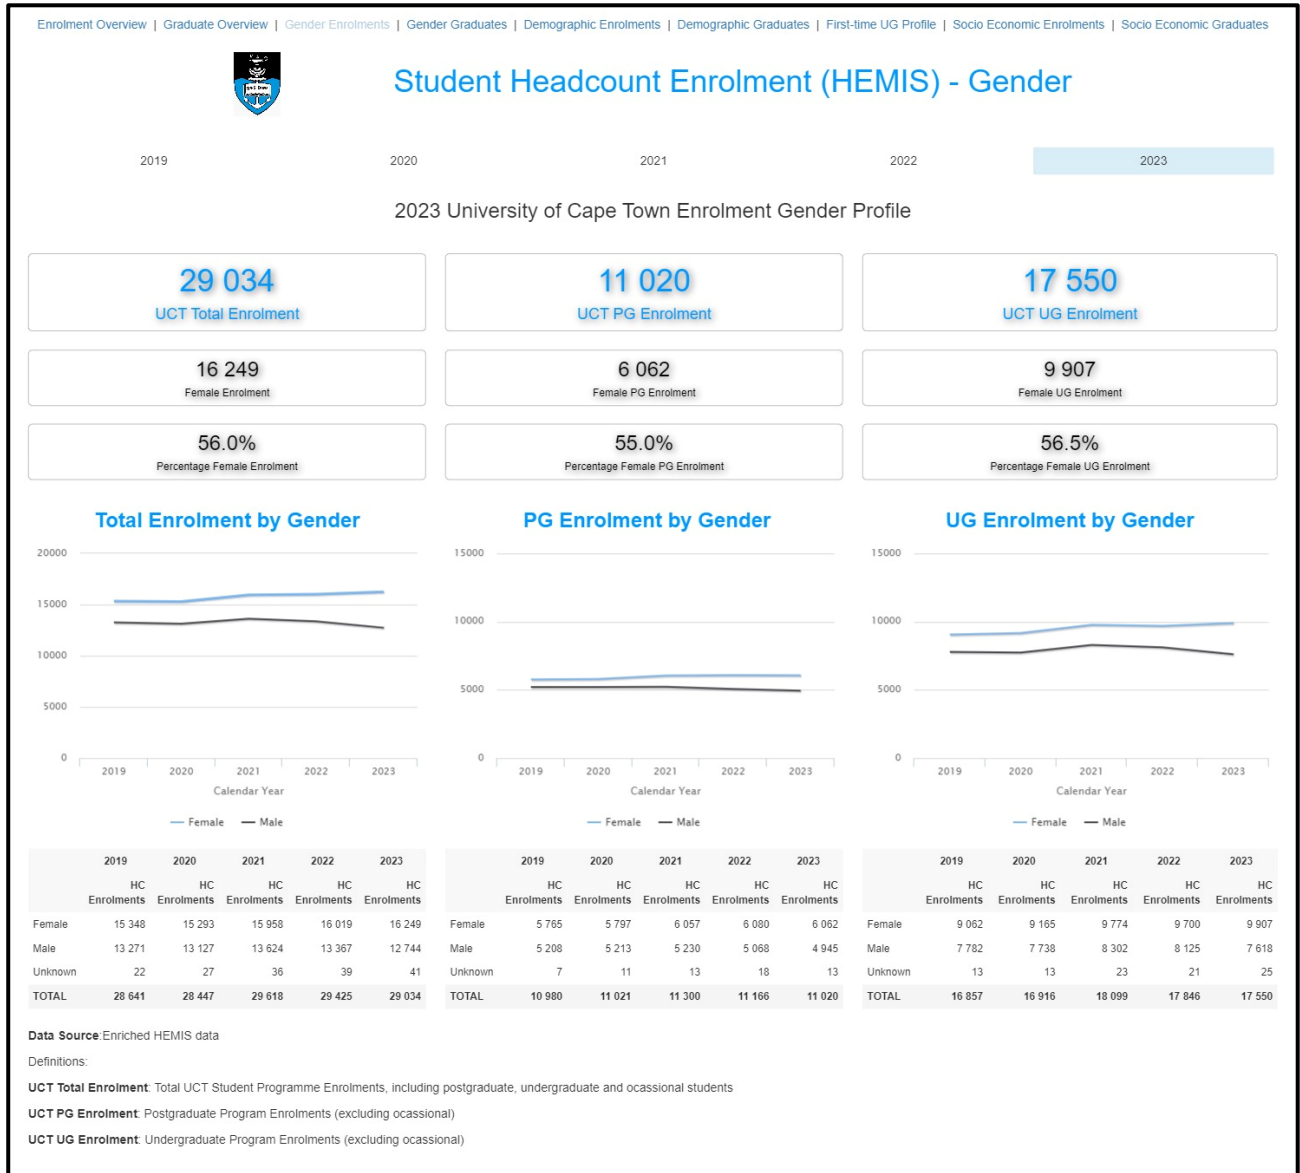 Enrolment Overview | Graduate Overview | Gender Enrolments | Gender Graduates | Demographic Enrolments | Demographic Graduates | First-time UG Profile | Socio Economic Enrolments | Socio Economic Graduates
Student Headcount Enrolment (HEMIS) - Gender
2019 2020 2021 2022 2023
2023 University of Cape Town Enrolment Gender Profile
29 034 11 020 17 550
UCT Total Enrolment UCT PG Enrolment UCT UG Enrolment
16 249 6 062 9 907
Female Enrolment Female PG Enrolment Female UG Enrolment
56.0% 55.0% 56.5%
Percentage Female Enrolment Percentage Female PG Enrolment Percentage Female UG Enrolment
Total Enrolment by Gender
20000
15000
10000
5000
0
2019 2020 2021 2022 2023
Calendar Year
Female Male
PG Enrolment by Gender
15000
10000
5000
0
2019 2020 2021 2022 2023
Calendar Year
Female Male
UG Enrolment by Gender
15000
10000
5000
0
2019 2020 2021 2022 2023
Calendar Year
Female Male
2019 2020 2021 2022 2023
HC HC HC HC HC
Enrolments Enrolments Enrolments Enrolments Enrolments
Female 15 348 15 293 15 958 16 019 16 249
Male 13 271 13 127 13 624 13 367 12 744
Unknown 22 27 36 39 41
TOTAL 28 641 28 447 29 618 29 425 29 034
2019 2020 2021 2022 2023
HC HC HC HC HC
Enrolments Enrolments Enrolments Enrolments Enrolments
Female 5 765 5 797 6 057 6 080 6 062
Male 5 208 5 213 5 230 5 068 4 945
Unknown 7 11 13 18 13
TOTAL 10 980 11 021 11 300 11 166 11 020
2019 2020 2021 2022 2023
HC HC HC HC HC
Enrolments Enrolments Enrolments Enrolments Enrolments
Female 9 062 9 165 9 774 9 700 9 907
Male 7 782 7 738 8 302 8 125 7 618
Unknown 13 13 23 21 25
TOTAL 16 857 16 916 18 099 17 846 17 550
Data Source:Enriched HEMIS data
Definitions:
UCT Total Enrolment: Total UCT Student Programme Enrolments, including postgraduate, undergraduate and ocassional students
UCT PG Enrolment: Postgraduate Program Enrolments (excluding ocassional)
UCT UG Enrolment: Undergraduate Program Enrolments (excluding ocassional)